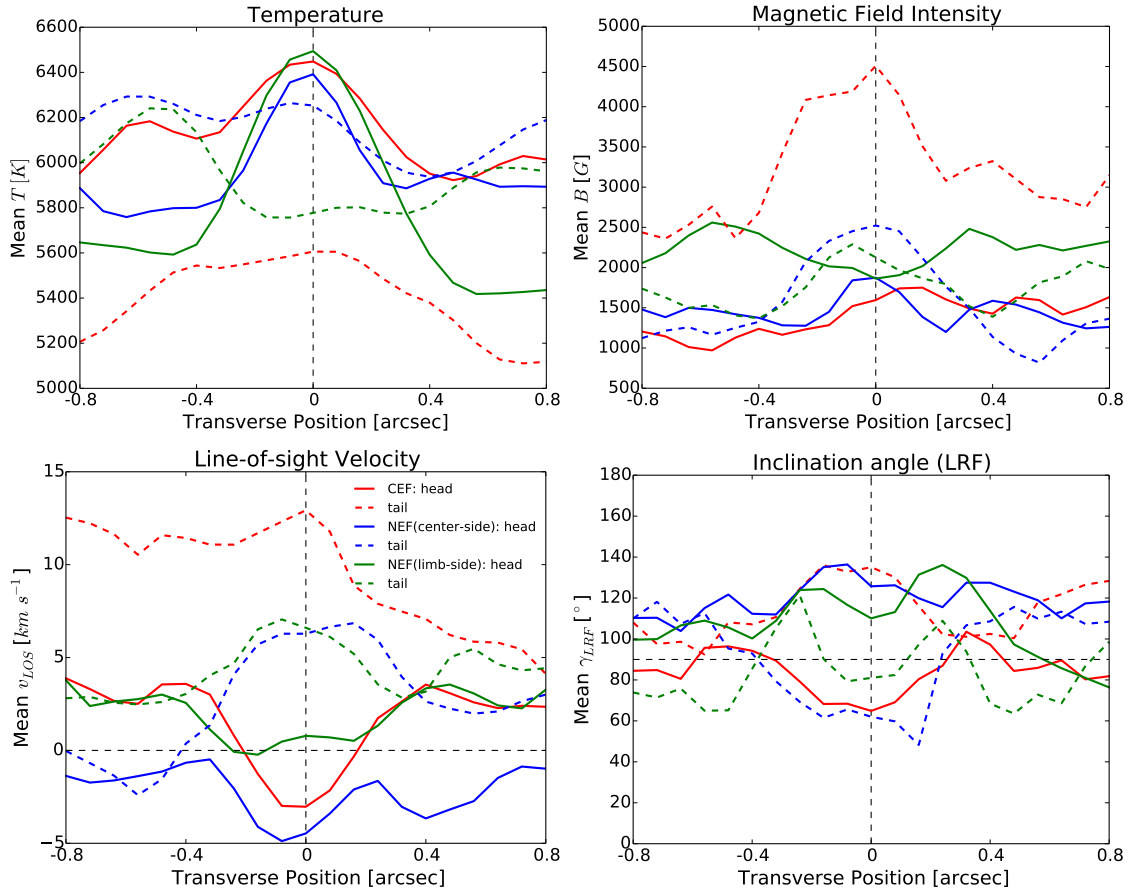 Temperature
6600
6400
6200
6000
5800
5600
5400
5200
5000
Mean T [K]
-0.8 -0.4 0 0.4 0.8
Transverse Position [arcsec]
Magnetic Field Intensity
5000
4500
4000
3500
3000
2500
2000
1500
1000
500
Mean B [G]
-0.8 -0.4 0 0.4 0.8
Transverse Position [arcsec]
Line-of-sight Velocity
15
10
5
0
−5
Mean v_LOS [km s⁻¹]
CEF: head
tail
NEF(center-side): head
tail
NEF(limb-side): head
tail
-0.8 -0.4 0 0.4 0.8
Transverse Position [arcsec]
Inclination angle (LRF)
180
160
140
120
100
80
60
40
20
0
Mean γ_LRF [°]
-0.8 -0.4 0 0.4 0.8
Transverse Position [arcsec]